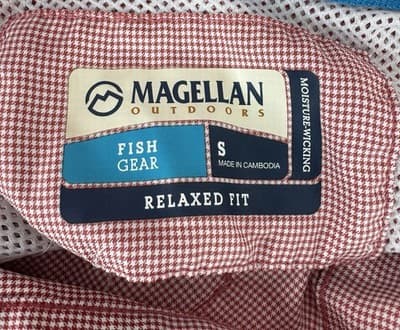 MAGELLAN
OUTDOORS
FISH
GEAR
S
MADE IN CAMBODIA
MOISTURE-WICKING
RELAXED FIT